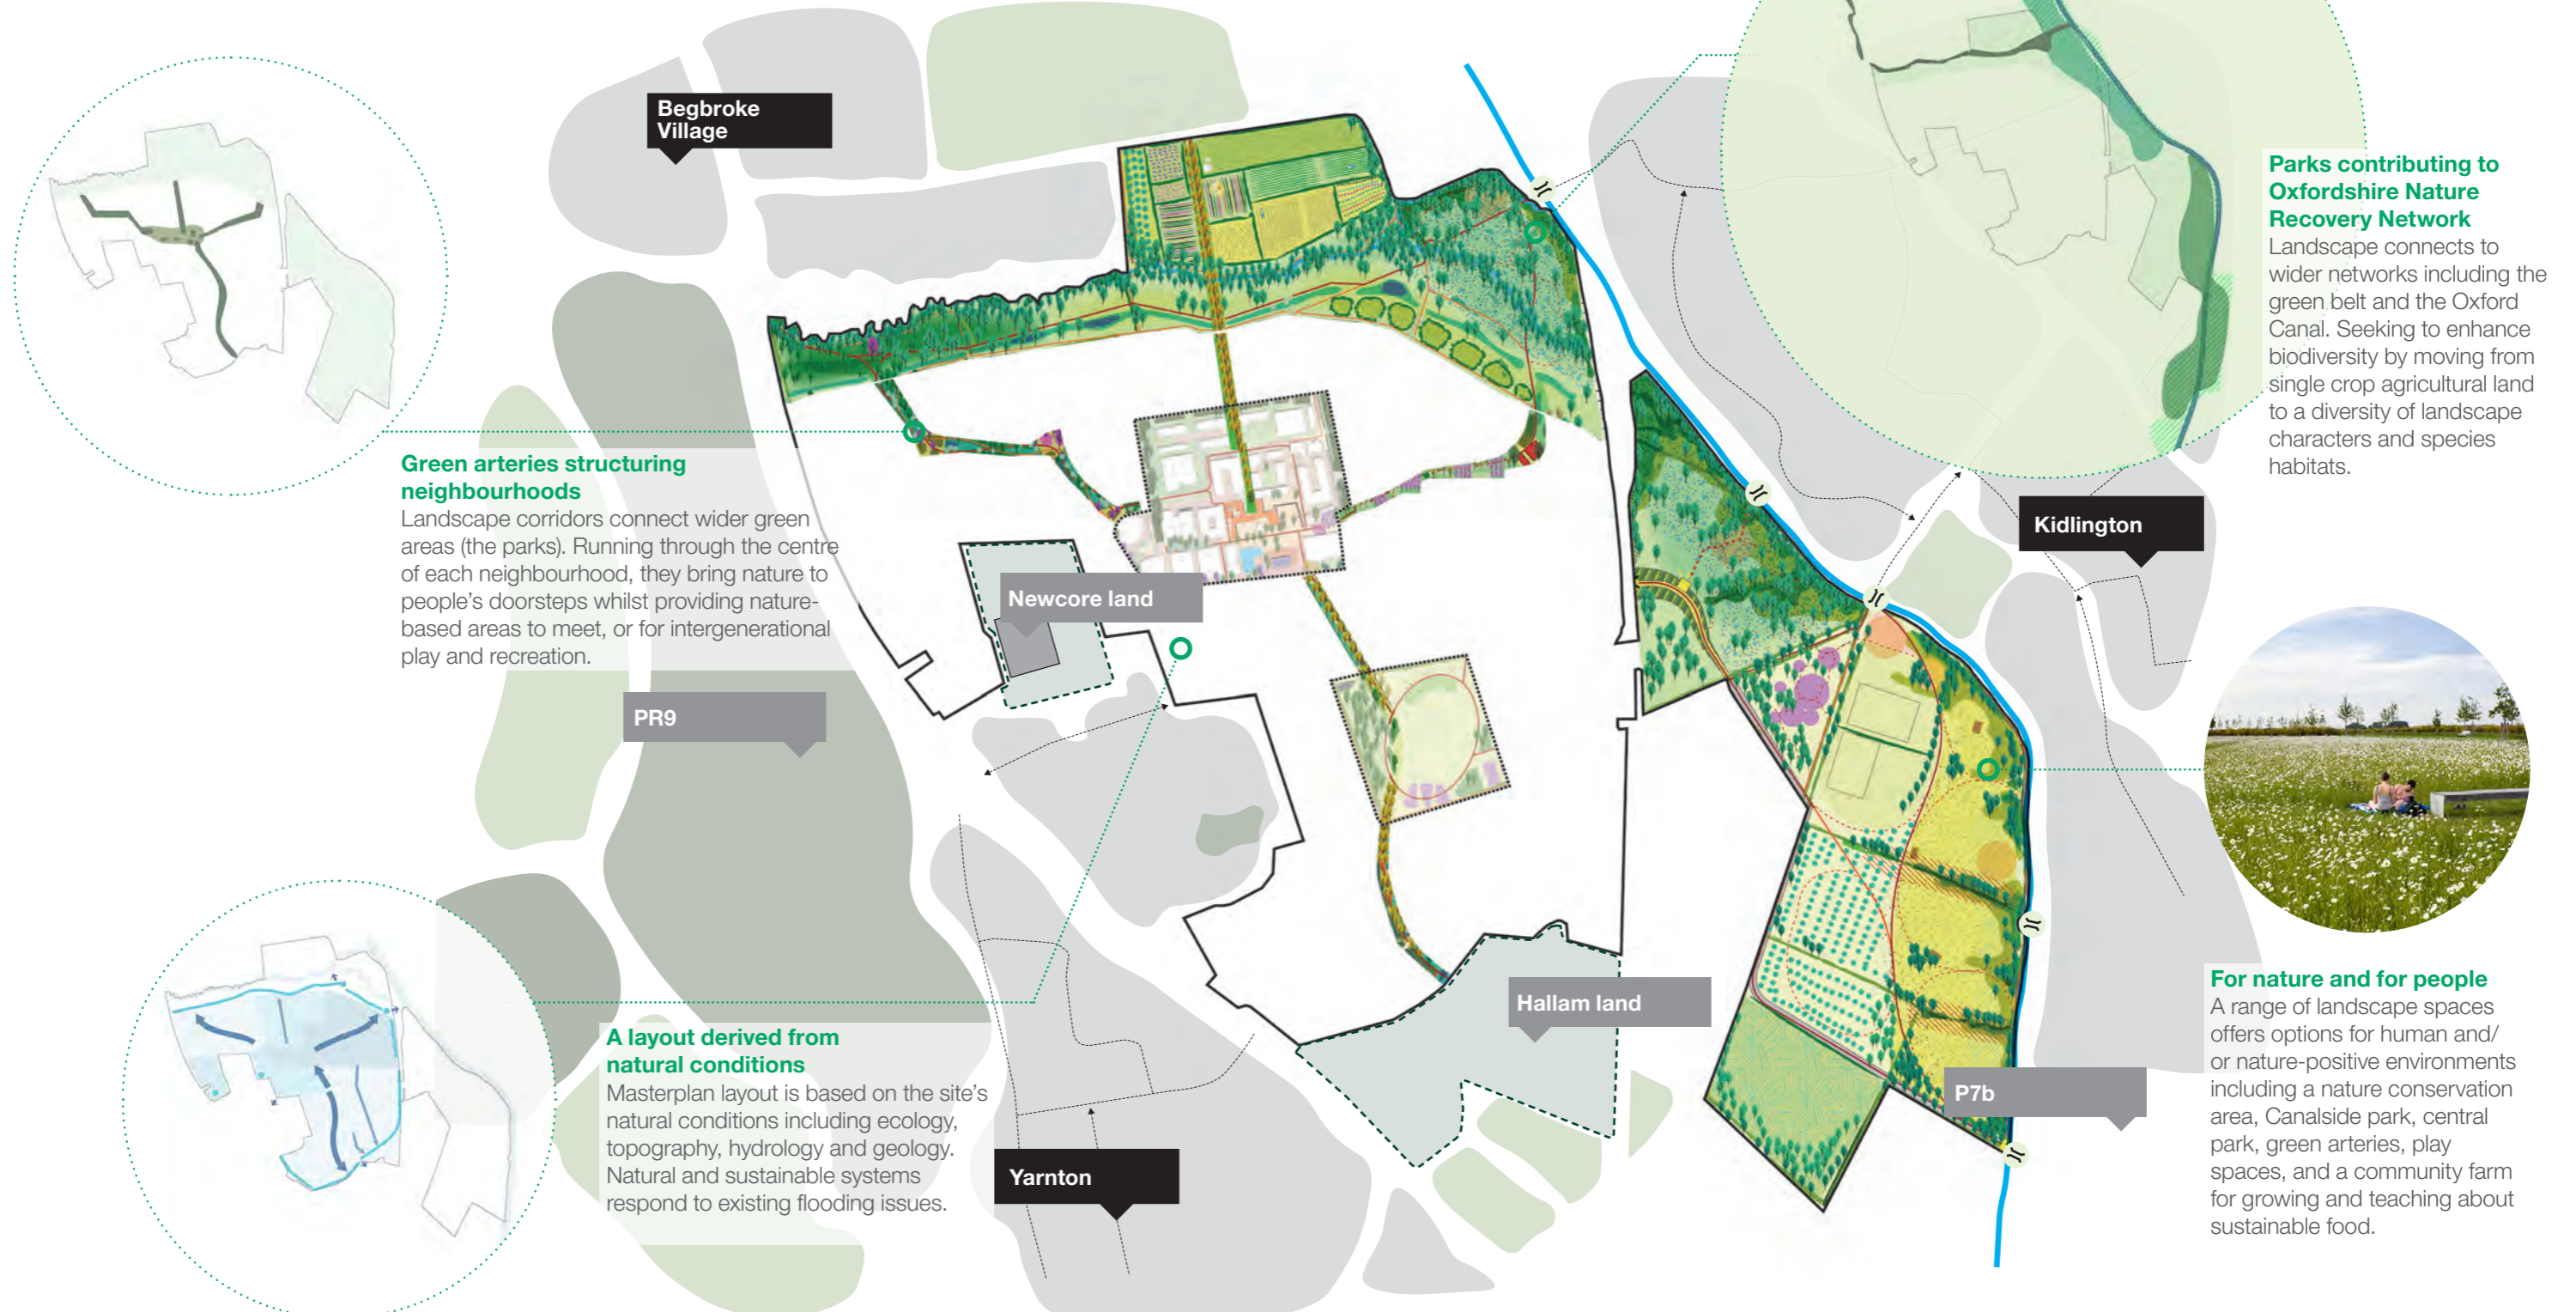 Begbroke
Village
Parks contributing to
Oxfordshire Nature
Recovery Network
Landscape connects to
wider networks including the
green belt and the Oxford
Canal. Seeking to enhance
biodiversity by moving from
single crop agricultural land
to a diversity of landscape
characters and species
habitats.
Green arteries structuring
neighbourhoods
Landscape corridors connect wider green
areas (the parks). Running through the centre
of each neighbourhood, they bring nature to
people’s doorsteps whilst providing nature-
based areas to meet, or for intergenerational
play and recreation.
Kidlington
Newcore land
PR9
Hallam land
For nature and for people
A range of landscape spaces
offers options for human and/
or nature-positive environments
including a nature conservation
area, Canalside park, central
park, green arteries, play
spaces, and a community farm
for growing and teaching about
sustainable food.
A layout derived from
natural conditions
Masterplan layout is based on the site’s
natural conditions including ecology,
topography, hydrology and geology.
Natural and sustainable systems
respond to existing flooding issues.
P7b
Yarnton